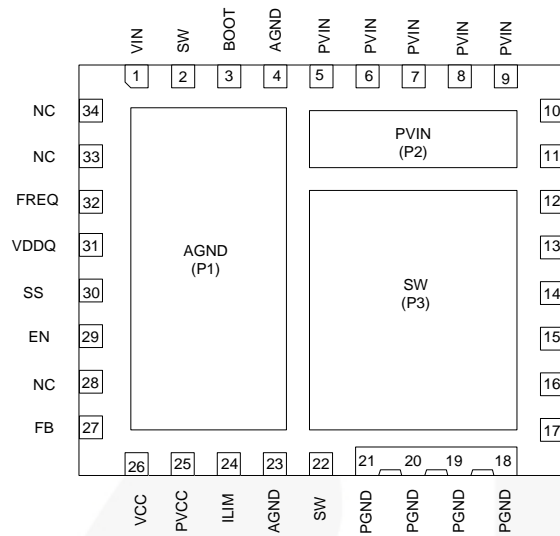 VIN SW BOOT AGND PVIN PVIN PVIN PVIN PVIN
1 2 3 4 5 6 7 8 9
NC 34 10
NC 33 11
PVIN
(P2)
FREQ 32 12
VDDQ 31 13
AGND
(P1)
SW
(P3)
SS 30 14
EN 29 15
NC 28 16
FB 27 17
26 25 24 23 22 21 20 19 18
VCC PVCC ILIM AGND SW PGND PGND PGND PGND